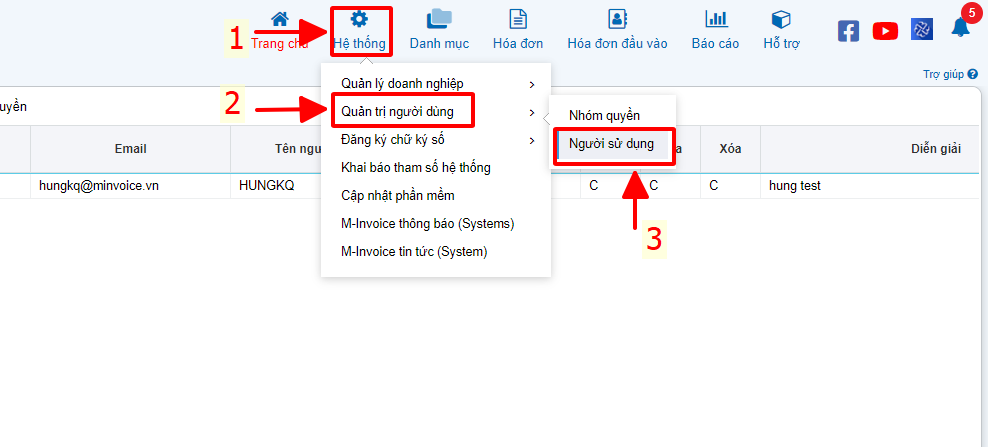 5
1
Trang chủ
Hệ thống
Danh mục
Hóa đơn
Hóa đơn đầu vào
Báo cáo
Hỗ trợ
Trợ giúp
Quản lý doanh nghiệp
2
Quản trị người dùng
Nhóm quyền
Đăng ký chữ ký số
Người sử dụng
Khai báo tham số hệ thống
Cập nhật phần mềm
M-Invoice thông báo (Systems)
M-Invoice tin tức (System)
3
Email
Xóa
Diễn giải
hungkq@minvoice.vn
HUNGKQ
C
C
C
hung test